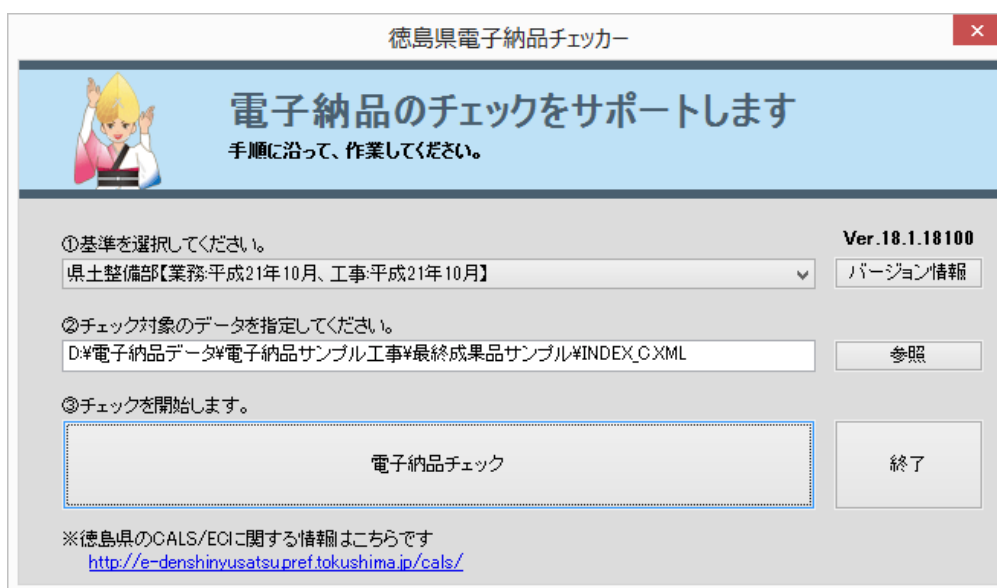 徳島県電子納品チェッカー
電子納品のチェックをサポートします
手順に沿って、作業してください。
①基準を選択してください。
Ver.18.1.18100
県土整備部【業務:平成21年10月、工事:平成21年10月】
バージョン情報
②チェック対象のデータを指定してください。
D:¥電子納品データ¥電子納品サンプル工事¥最終成果品サンプル¥INDEX_C.XML
参照
③チェックを開始します。
電子納品チェック
終了
※徳島県のCALS/ECに関する情報はこちらです
http://e-denshinyusatsu.pref.tokushima.jp/cals/